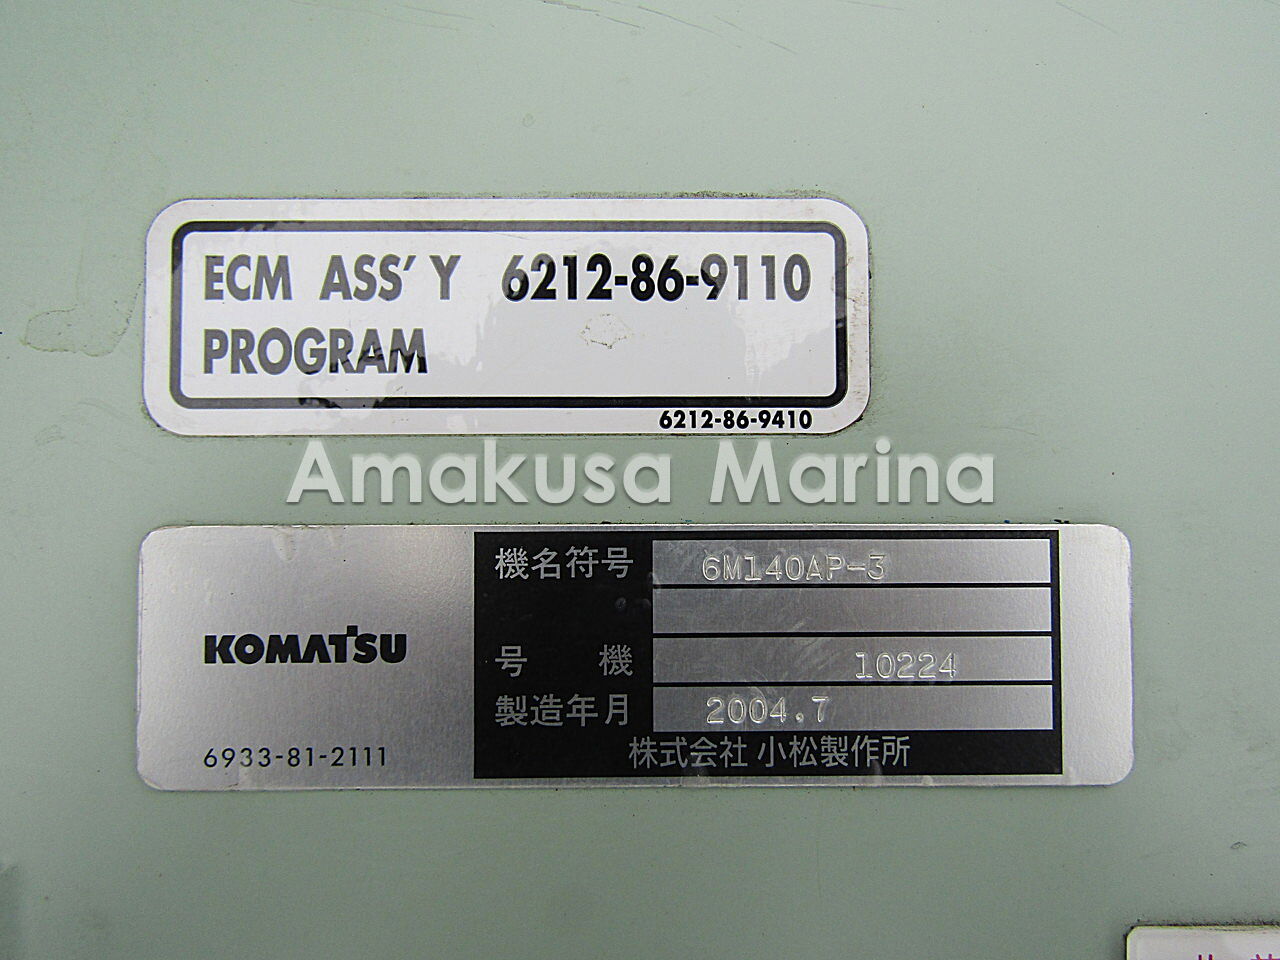 ECM ASS'Y 6212-86-9110
PROGRAM
6212-86-9410
Amakusa Marina
KOMATSU
6933-81-2111
機名符号 6M140AP-3
号 機 10224
製造年月 2004.7
株式会社 小松製作所